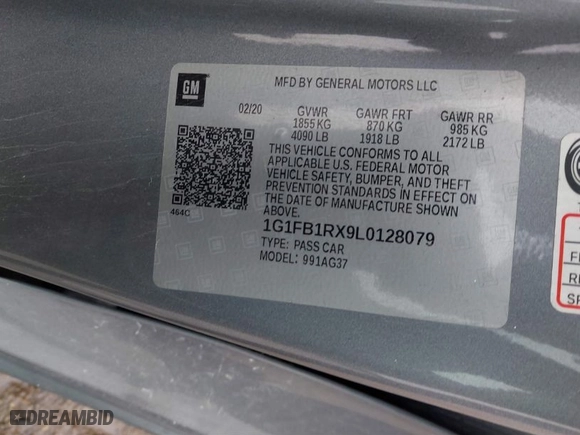 GM
MFD BY GENERAL MOTORS LLC
02/20 GVWR GAWR FRT GAWR RR
1855 KG 870 KG 985 KG
4090 LB 1918 LB 2172 LB
THIS VEHICLE CONFORMS TO ALL
APPLICABLE U.S. FEDERAL MOTOR
VEHICLE SAFETY, BUMPER, AND THEFT
PREVENTION STANDARDS IN EFFECT ON
THE DATE OF MANUFACTURE SHOWN
ABOVE.
464C
1G1FB1RX9L0128079
TYPE: PASS CAR
MODEL: 991AG37
DREAMBID